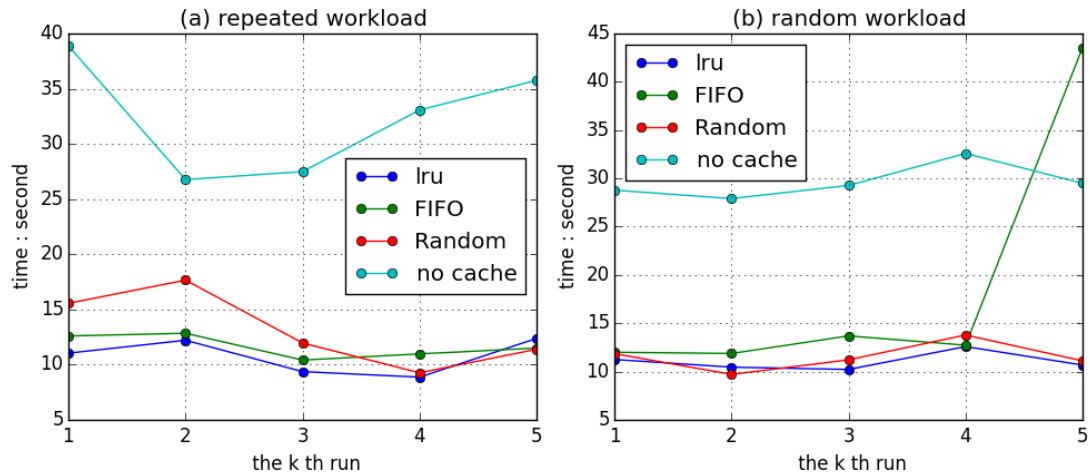 (a) repeated workload
40
35
30
25
20
15
10
5
time : second
lru
FIFO
Random
no cache
1 2 3 4 5
the k th run
(b) random workload
45
40
35
30
25
20
15
10
5
time : second
lru
FIFO
Random
no cache
1 2 3 4 5
the k th run